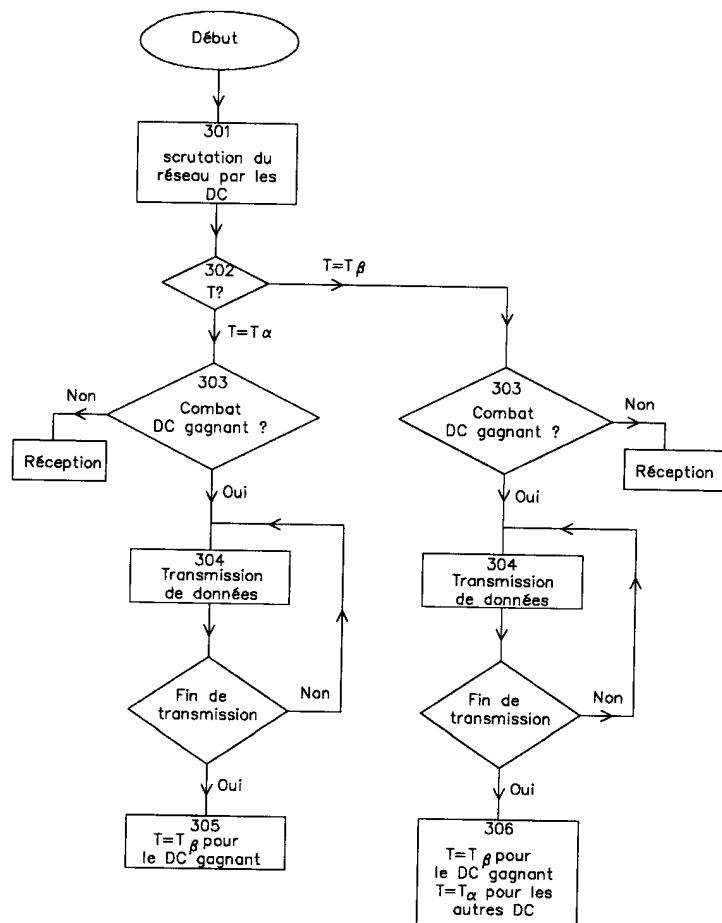 Début
301
scrutation du
réseau par les
DC
302
T?
T=Tβ
T=Tα
303
Combat
DC gagnant ?
Non
Réception
Oui
304
Transmission
de données
Fin de
transmission
Non
Oui
305
T=Tβ pour
le DC gagnant
303
Combat
DC gagnant ?
Non
Réception
Oui
304
Transmission
de données
Fin de
transmission
Non
Oui
306
T=Tβ pour
le DC gagnant
T=Tα pour les
autres DC